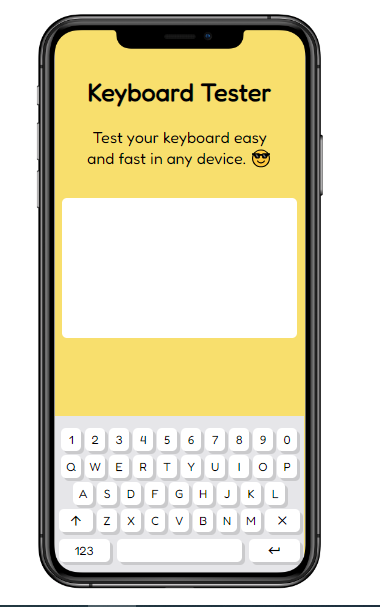 Keyboard Tester
Test your keyboard easy
and fast in any device. 😎
1 2 3 4 5 6 7 8 9 0
Q W E R T Y U I O P
A S D F G H J K L
↑ Z X C V B N M ×
123 ↵